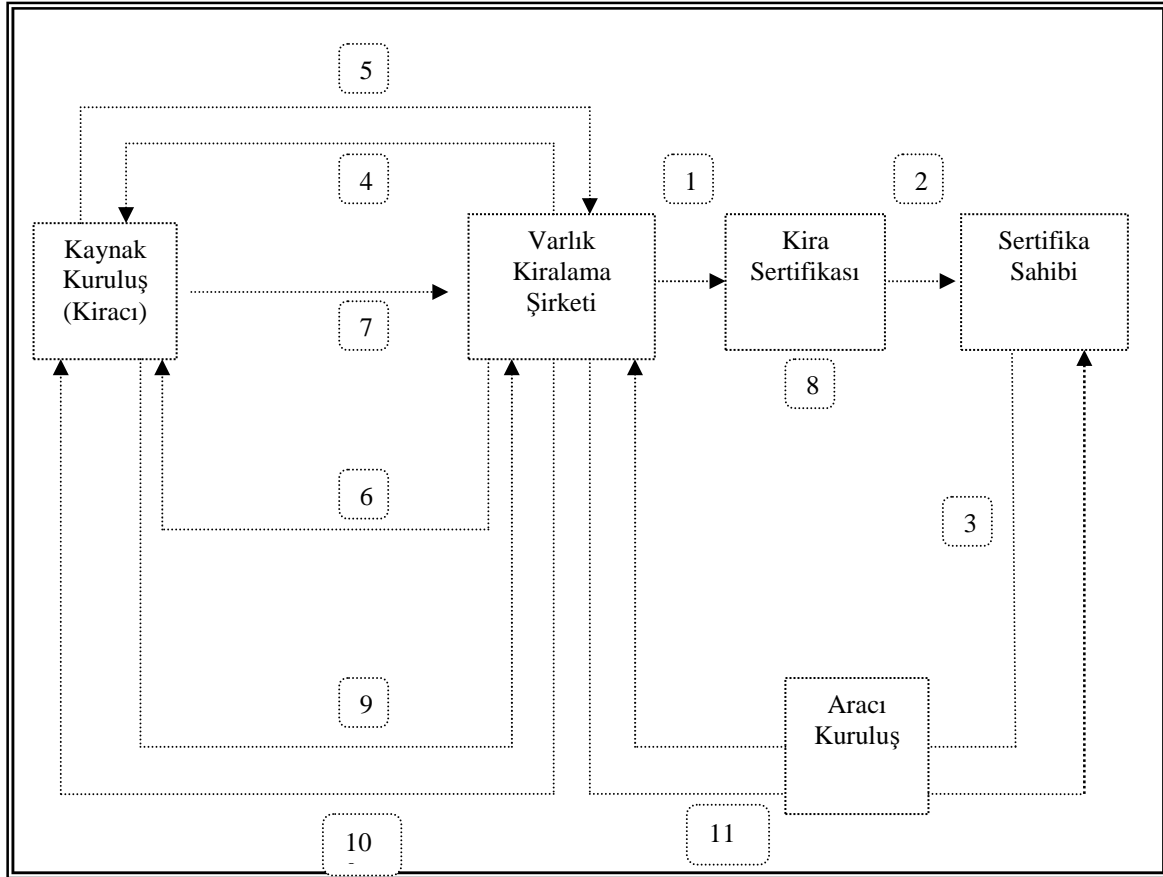 5
4
1
2
Kaynak
Kuruluş
(Kiracı)
Varlık
Kiralama
Şirketi
Kira
Sertifikası
Sertifika
Sahibi
7
8
6
3
9
Aracı
Kuruluş
10
11